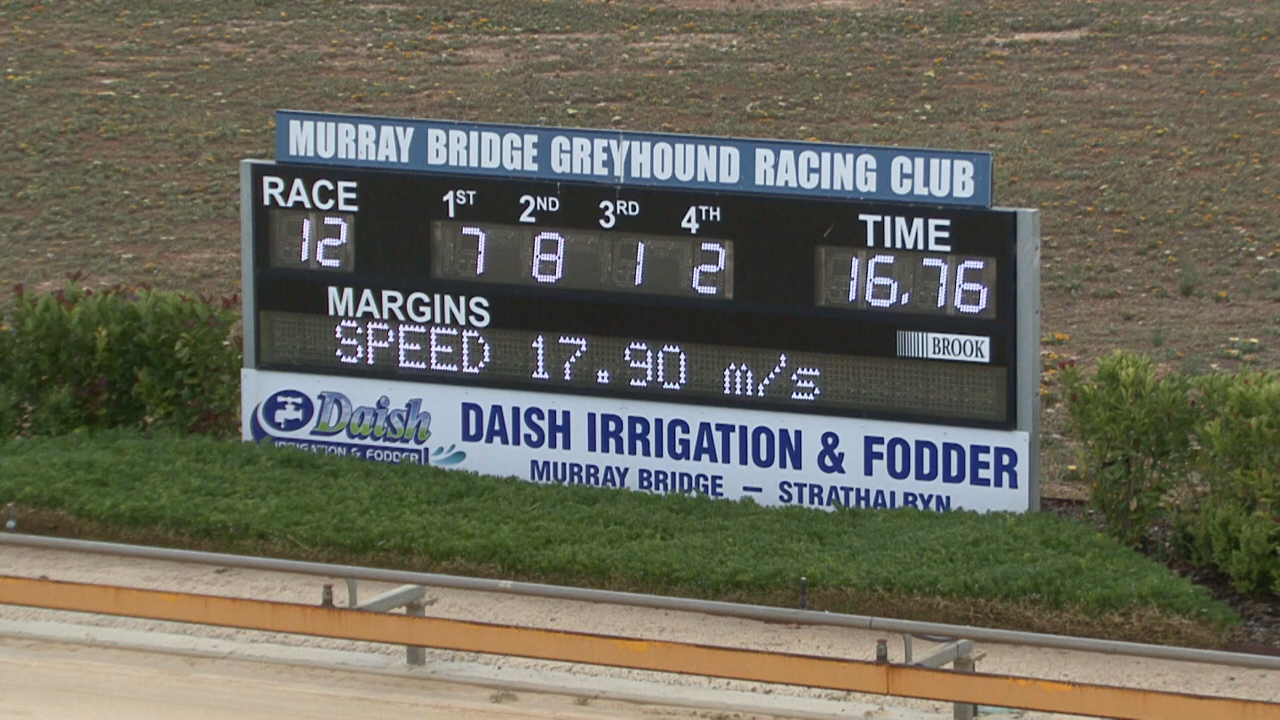 MURRAY BRIDGE GREYHOUND RACING CLUB
RACE 1ST 2ND 3RD 4TH TIME
12 7 8 1 2 16.76
MARGINS
SPEED 17.90 m/s
BROOK
Daish
IRRIGATION & FODDER
DAISH IRRIGATION & FODDER
MURRAY BRIDGE — STRATHALBYN